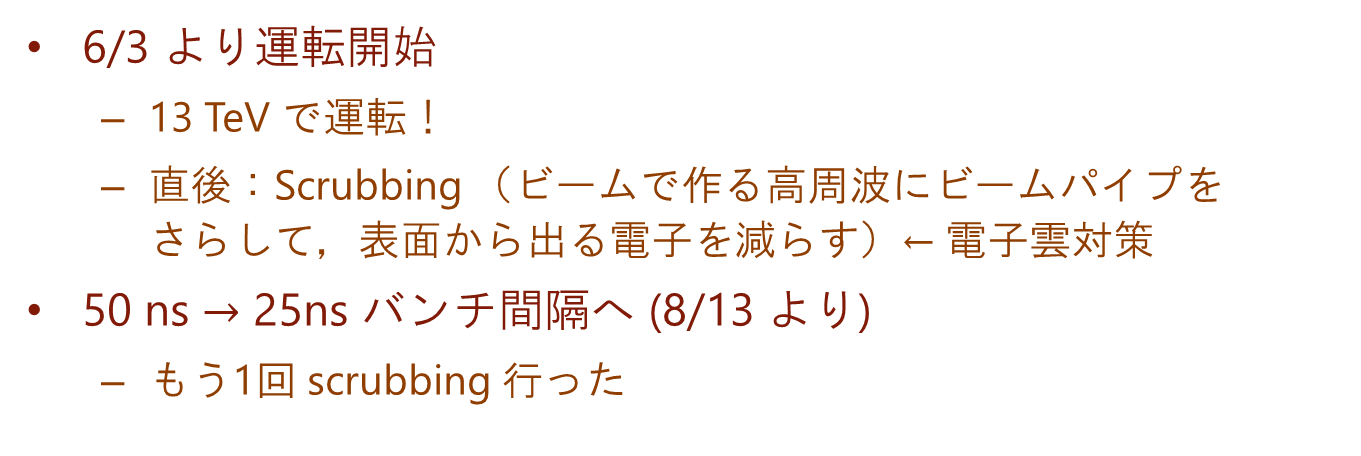 • 6/3 より運転開始
– 13 TeV で運転！
– 直後：Scrubbing （ビームで作る高周波にビームパイプを
さらして，表面から出る電子を減らす）← 電子雲対策
• 50 ns → 25ns バンチ間隔へ (8/13 より)
– もう1回 scrubbing 行った